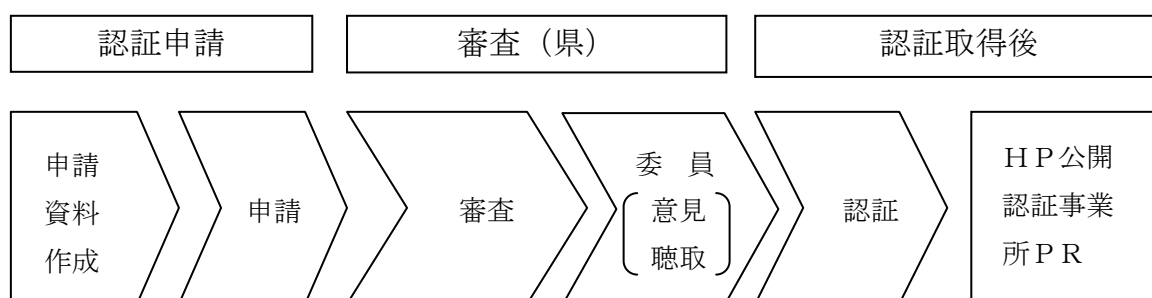 認証申請
審査（県）
認証取得後
申請
資料
作成
申請
審査
委　員
意見
聴取
認証
ＨＰ公開
認証事業
所ＰＲ